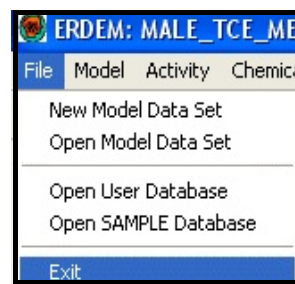 ERDEM: MALE_TCE_ME
File Model Activity Chemica
New Model Data Set
Open Model Data Set
Open User Database
Open SAMPLE Database
Exit